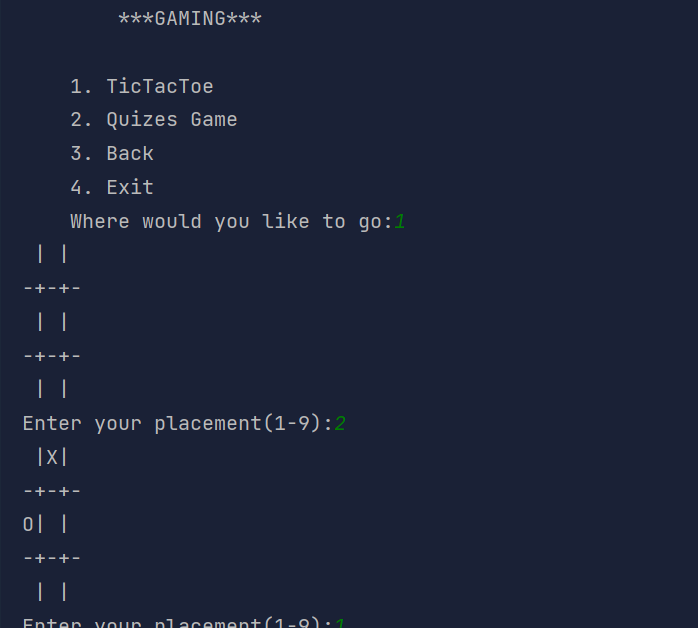 ***GAMING***
1. TicTacToe
2. Quizes Game
3. Back
4. Exit
Where would you like to go:1
 | |
-+-+-
 | |
-+-+-
 | |
Enter your placement(1-9):2
 |X|
-+-+-
O| |
-+-+-
 | |
Enter your placement(1-9):1